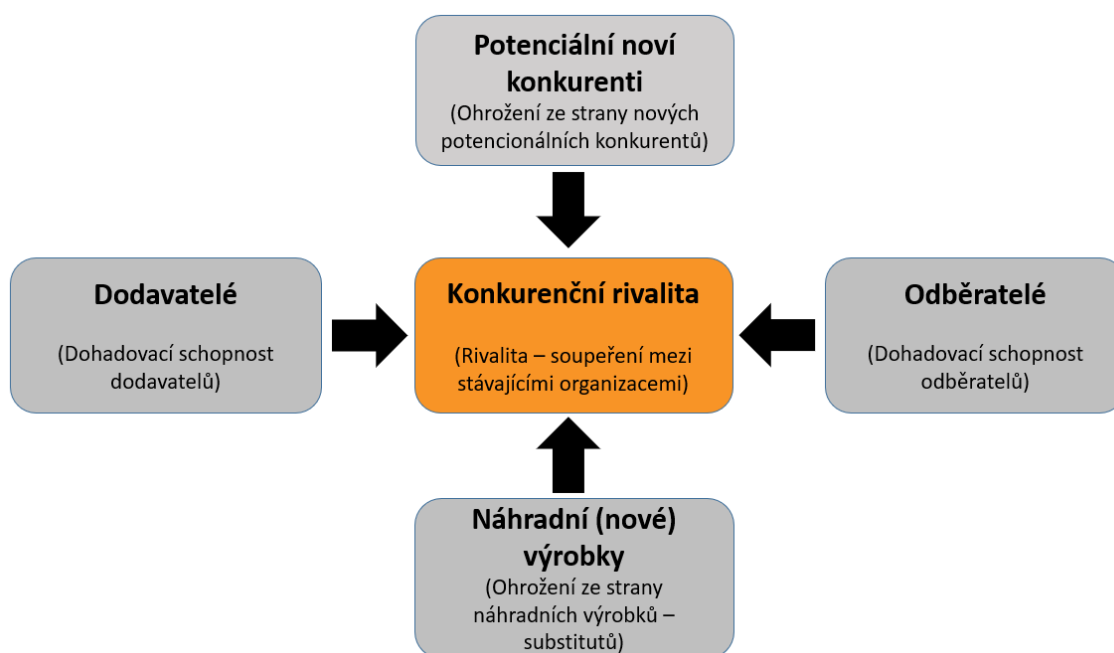 Potenciální noví
konkurenti
(Ohrožení ze strany nových
potencionálních konkurentů)
Dodavatelé
(Dohadovací schopnost
dodavatelů)
Konkurenční rivalita
(Rivalita – soupeření mezi
stávajícími organizacemi)
Odběratelé
(Dohadovací schopnost
odběratelů)
Náhradní (nové)
výrobky
(Ohrožení ze strany
náhradních výrobků –
substitutů)